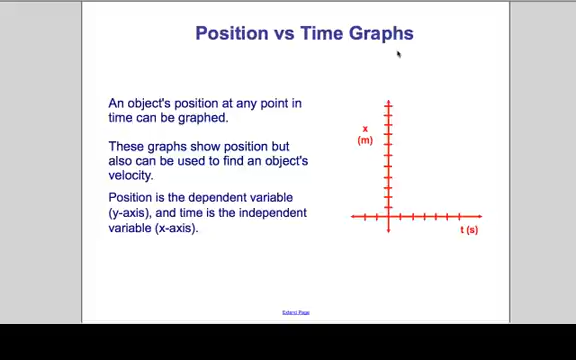 Position vs Time Graphs
An object's position at any point in
time can be graphed.
These graphs show position but
also can be used to find an object's
velocity.
Position is the dependent variable
(y-axis), and time is the independent
variable (x-axis).
x
(m)
t (s)
Extend Page